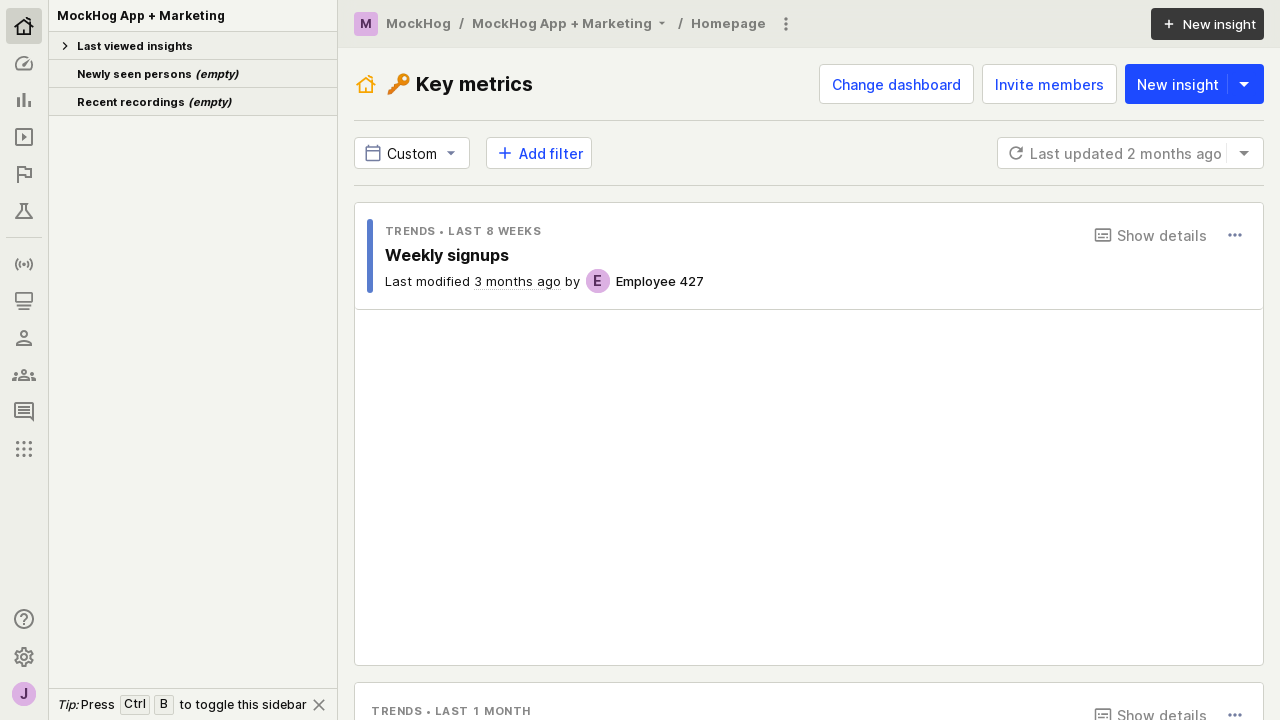 MockHog App + Marketing
Last viewed insights
Newly seen persons (empty)
Recent recordings (empty)
Tip: Press Ctrl B to toggle this sidebar
J
M MockHog / MockHog App + Marketing / Homepage
New insight
🔑 Key metrics
Change dashboard
Invite members
New insight
Custom
Add filter
Last updated 2 months ago
TRENDS • LAST 8 WEEKS
Show details
Weekly signups
Last modified 3 months ago by E Employee 427
TRENDS • LAST 1 MONTH
Show details